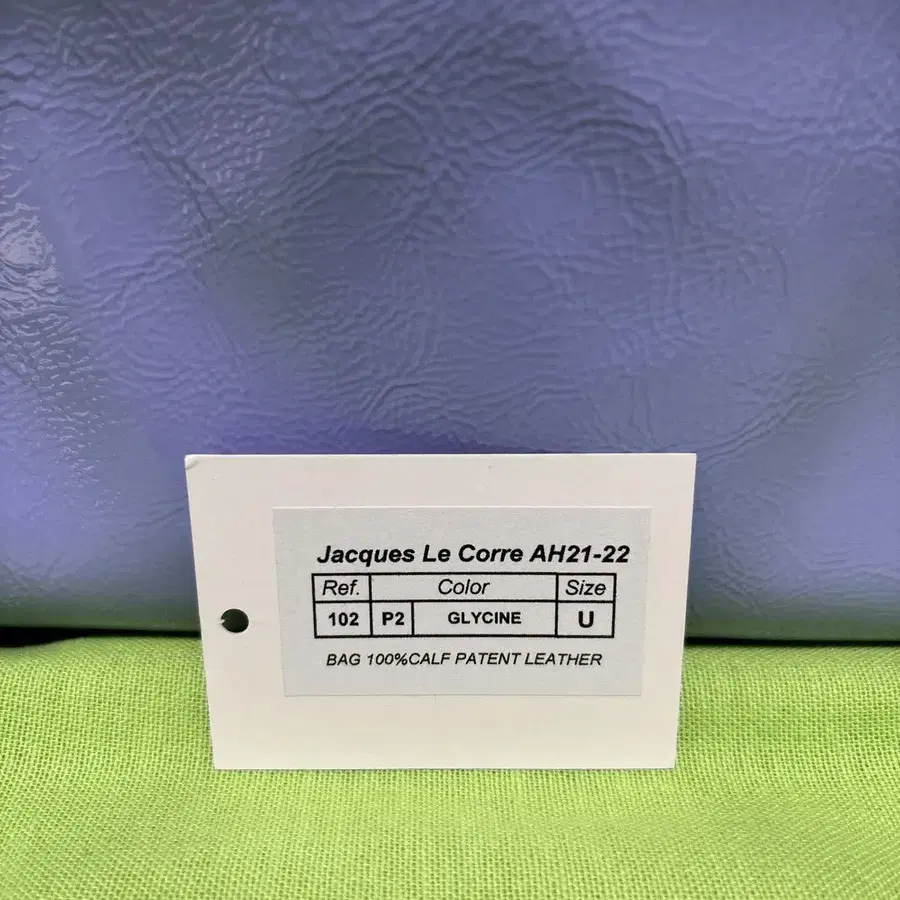 Jacques Le Corre AH21-22
Ref. Color Size
102 P2 GLYCINE U
BAG 100%CALF PATENT LEATHER